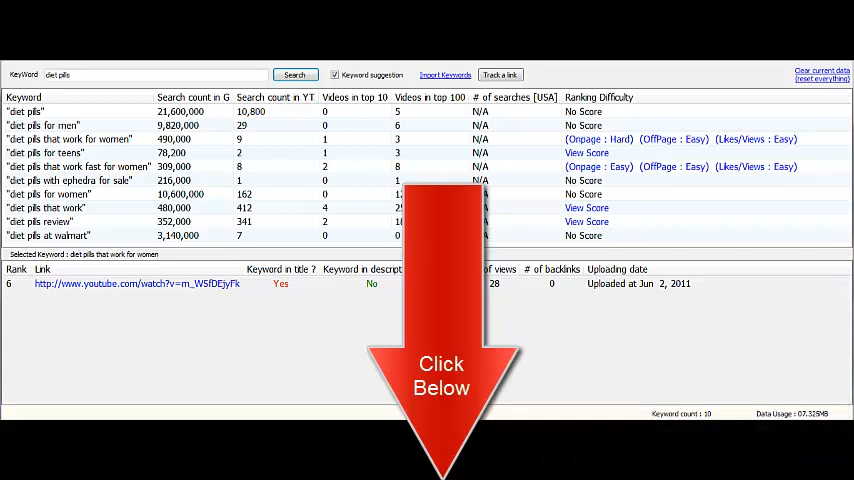 KeyWord diet pills Search Keyword suggestion Import Keywords Track a link Clear current data
(reset everything)
Keyword Search count in G Search count in YT Videos in top 10 Videos in top 100 # of searches [USA] Ranking Difficulty
"diet pills" 21,600,000 10,800 0 5 N/A No Score
"diet pills for men" 9,820,000 29 0 6 N/A No Score
"diet pills that work for women" 490,000 9 1 3 N/A (Onpage : Hard) (OffPage : Easy) (Likes/Views : Easy)
"diet pills for teens" 78,200 2 1 3 N/A View Score
"diet pills that work fast for women" 309,000 8 2 8 N/A (Onpage : Easy) (OffPage : Easy) (Likes/Views : Easy)
"diet pills with ephedra for sale" 216,000 1 0 1 N/A No Score
"diet pills for women" 10,600,000 162 0 No Score
"diet pills that work" 480,000 412 4 View Score
"diet pills review" 352,000 341 2 View Score
"diet pills at walmart" 3,140,000 7 0 No Score
Selected Keyword : diet pills that work for women
Rank Link Keyword in title ? Keyword in of views # of backlinks Uploading date
6 http://www.youtube.com/watch?v=m_W5fDEjyFk Yes No 28 0 Uploaded at Jun 2, 2011
Click
Below
Keyword count : 10 Data Usage : 07.325MB